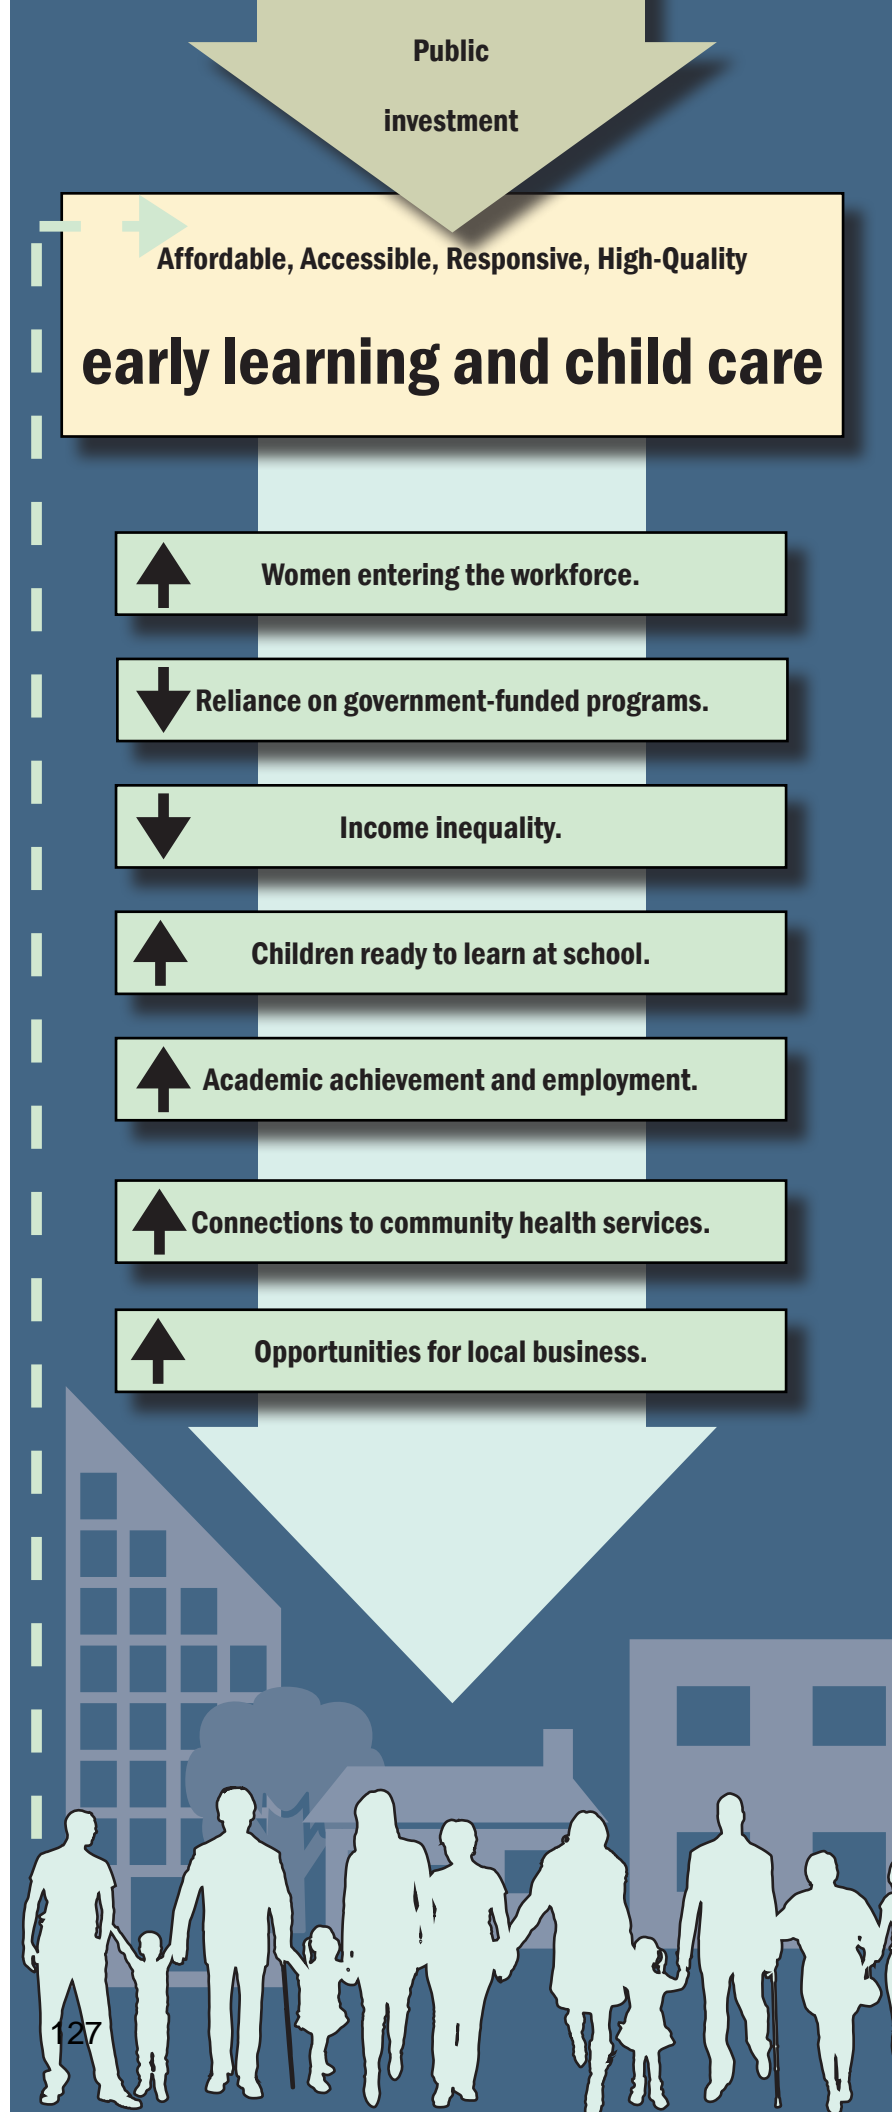 Public
investment
Affordable, Accessible, Responsive, High-Quality
early learning and child care
Women entering the workforce.
Reliance on government-funded programs.
Income inequality.
Children ready to learn at school.
Academic achievement and employment.
Connections to community health services.
Opportunities for local business.
127